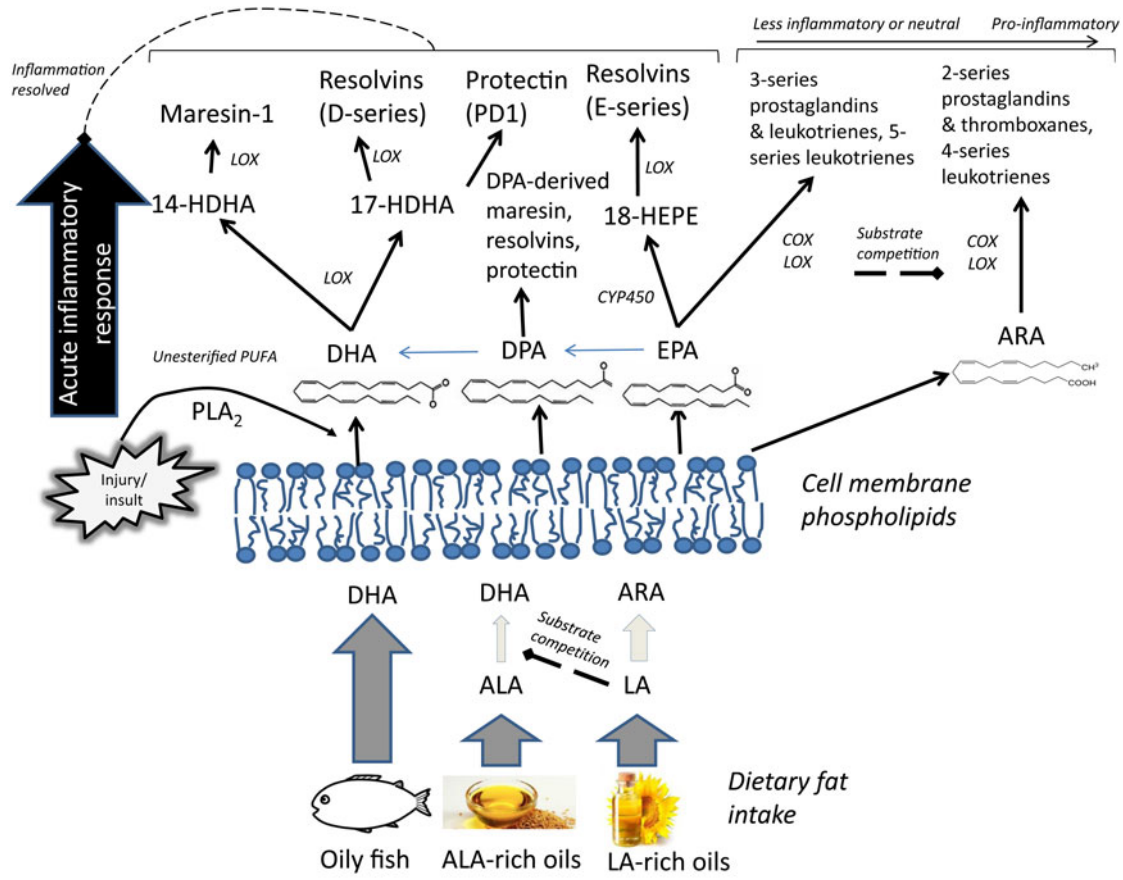 Less inflammatory or neutral
Pro-inflammatory
Inflammation
resolved
Maresin-1
Resolvins
(D-series)
Protectin
(PD1)
Resolvins
(E-series)
3-series
prostaglandins
& leukotrienes, 5-
series leukotrienes
2-series
prostaglandins
& thromboxanes,
4-series
leukotrienes
LOX
LOX
LOX
14-HDHA
17-HDHA
DPA-derived
maresin,
resolvins,
protectin
18-HEPE
COX
LOX
Substrate
competition
COX
LOX
Acute inflammatory
response
LOX
CYP450
Unesterified PUFA
DHA
DPA
EPA
ARA
O
O
O
O
O
CH³
COOH
PLA₂
Injury/
insult
Cell membrane
phospholipids
DHA
DHA
ARA
Substrate
competition
ALA
LA
Dietary fat
intake
Oily fish
ALA-rich oils
LA-rich oils